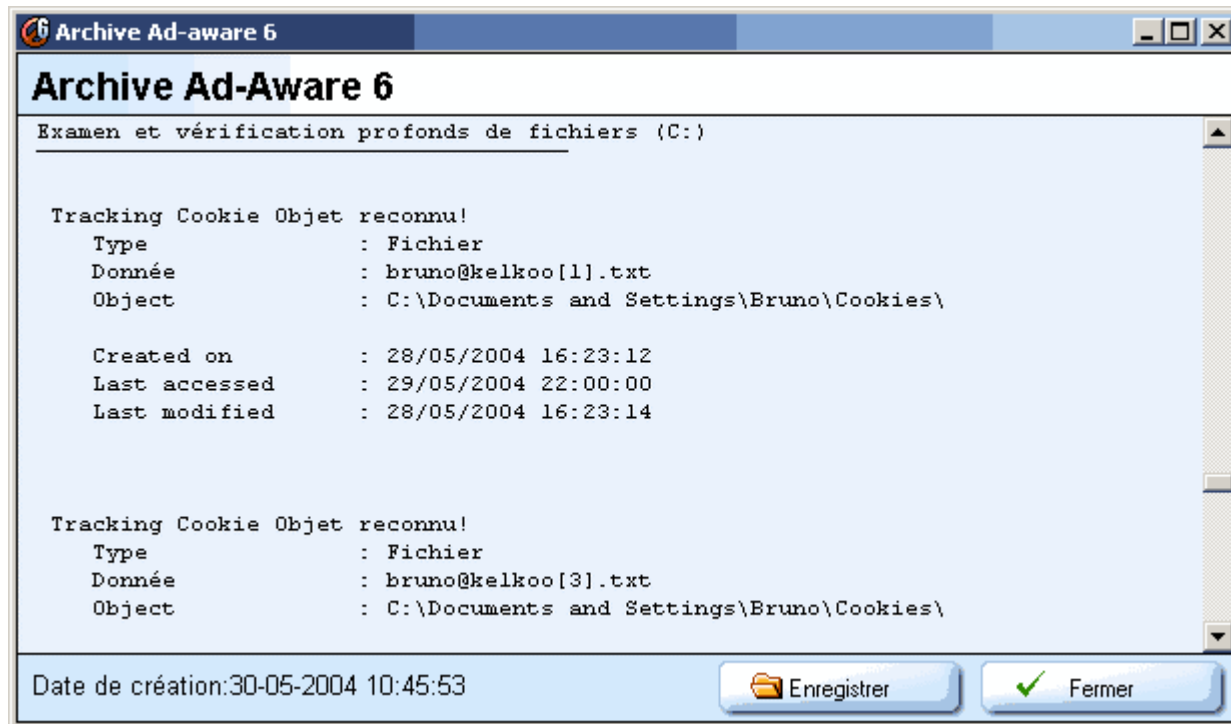 Archive Ad-aware 6
Archive Ad-Aware 6
Examen et vérification profonds de fichiers (C:)
Tracking Cookie Objet reconnu!
Type : Fichier
Donnée : bruno@kelkoo[1].txt
Object : C:\Documents and Settings\Bruno\Cookies\
Created on : 28/05/2004 16:23:12
Last accessed : 29/05/2004 22:00:00
Last modified : 28/05/2004 16:23:14
Tracking Cookie Objet reconnu!
Type : Fichier
Donnée : bruno@kelkoo[3].txt
Object : C:\Documents and Settings\Bruno\Cookies\
Date de création:30-05-2004 10:45:53
Enregistrer
Fermer